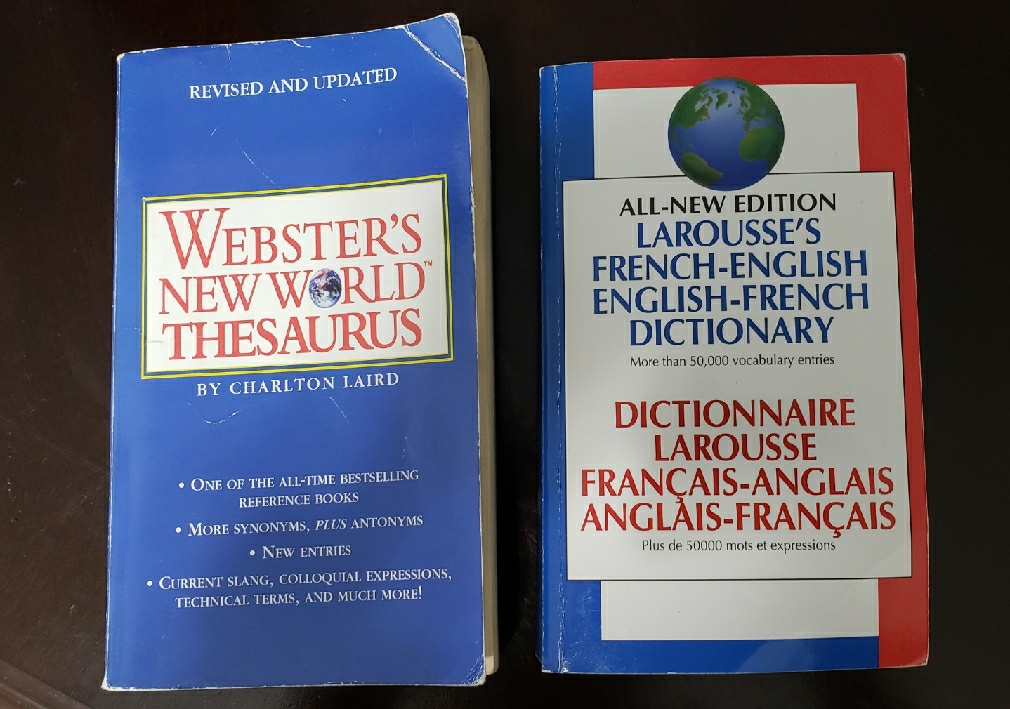 REVISED AND UPDATED
WEBSTER'S
NEW WORLD™
THESAURUS
BY CHARLTON LAIRD
• ONE OF THE ALL-TIME BESTSELLING
REFERENCE BOOKS
• MORE SYNONYMS, PLUS ANTONYMS
• NEW ENTRIES
• CURRENT SLANG, COLLOQUIAL EXPRESSIONS,
TECHNICAL TERMS, AND MUCH MORE!
ALL-NEW EDITION
LAROUSSE'S
FRENCH-ENGLISH
ENGLISH-FRENCH
DICTIONARY
More than 50,000 vocabulary entries
DICTIONNAIRE
LAROUSSE
FRANÇAIS-ANGLAIS
ANGLAIS-FRANÇAIS
Plus de 50000 mots et expressions